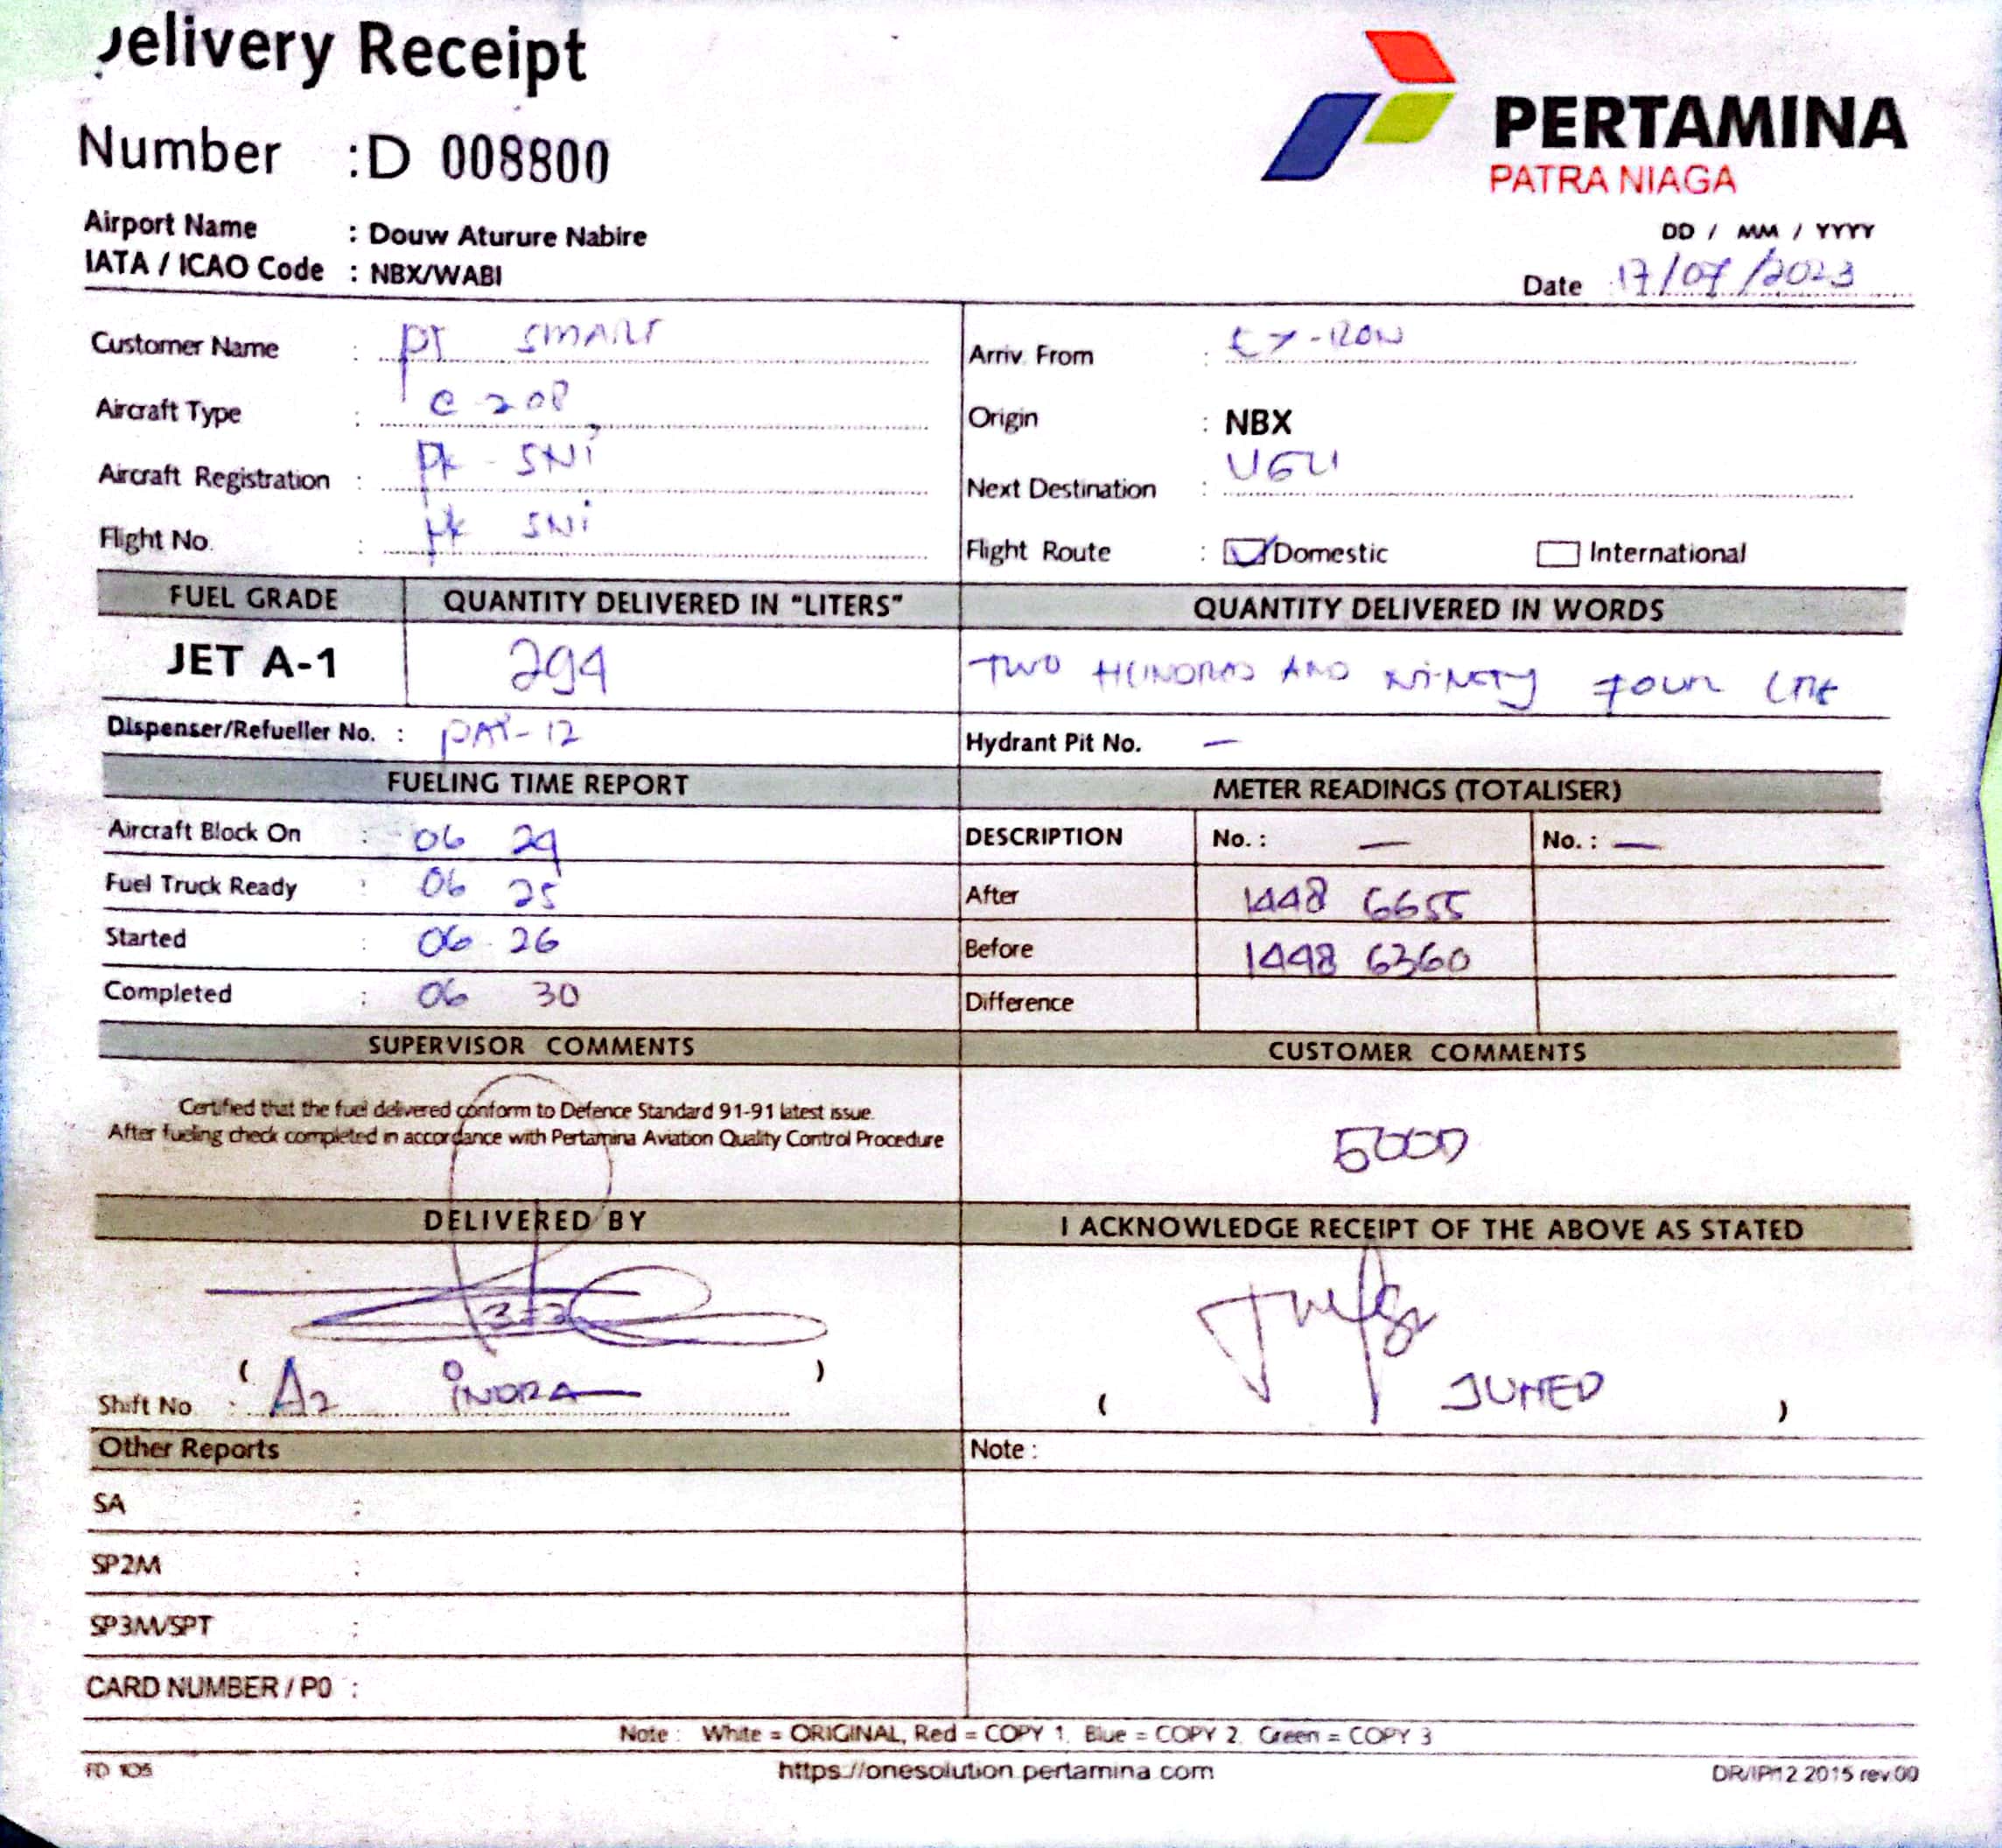 Delivery Receipt
PERTAMINA
PATRA NIAGA
Number : D 008800
Airport Name : Douw Aturure Nabire
IATA / ICAO Code : NBX/WABI
DD / MM / YYYY
Date : 17/07/2023
Customer Name : PT SMART
Arriv. From :
Aircraft Type : C 208
Origin : NBX
Aircraft Registration : PK - SNI
Next Destination : UGU
Flight No. : PK SNI
Flight Route : Domestic International
FUEL GRADE QUANTITY DELIVERED IN "LITERS" QUANTITY DELIVERED IN WORDS
JET A-1 294 TWO HUNDRAD AND NINETY FOUR LTR
Dispenser/Refueller No. : PAT-12 Hydrant Pit No. —
FUELING TIME REPORT METER READINGS (TOTALISER)
Aircraft Block On : 06 24 DESCRIPTION No. : — No. : —
Fuel Truck Ready : 06 25 After 1448 6655
Started : 06 26 Before 1448 6360
Completed : 06 30 Difference
SUPERVISOR COMMENTS CUSTOMER COMMENTS
Certified that the fuel delivered conform to Defence Standard 91-91 latest issue.
After fueling check completed in accordance with Pertamina Aviation Quality Control Procedure
GOOD
DELIVERED BY I ACKNOWLEDGE RECEIPT OF THE ABOVE AS STATED
( )
Shift No : A2 INDRA ( JUNED )
Other Reports Note :
SA :
SP2M :
SP3M/SPT :
CARD NUMBER / P0 :
Note : White = ORIGINAL, Red = COPY 1. Blue = COPY 2. Green = COPY 3
FD 105 https://onesolution.pertamina.com DR/IP12.2015 rev.00